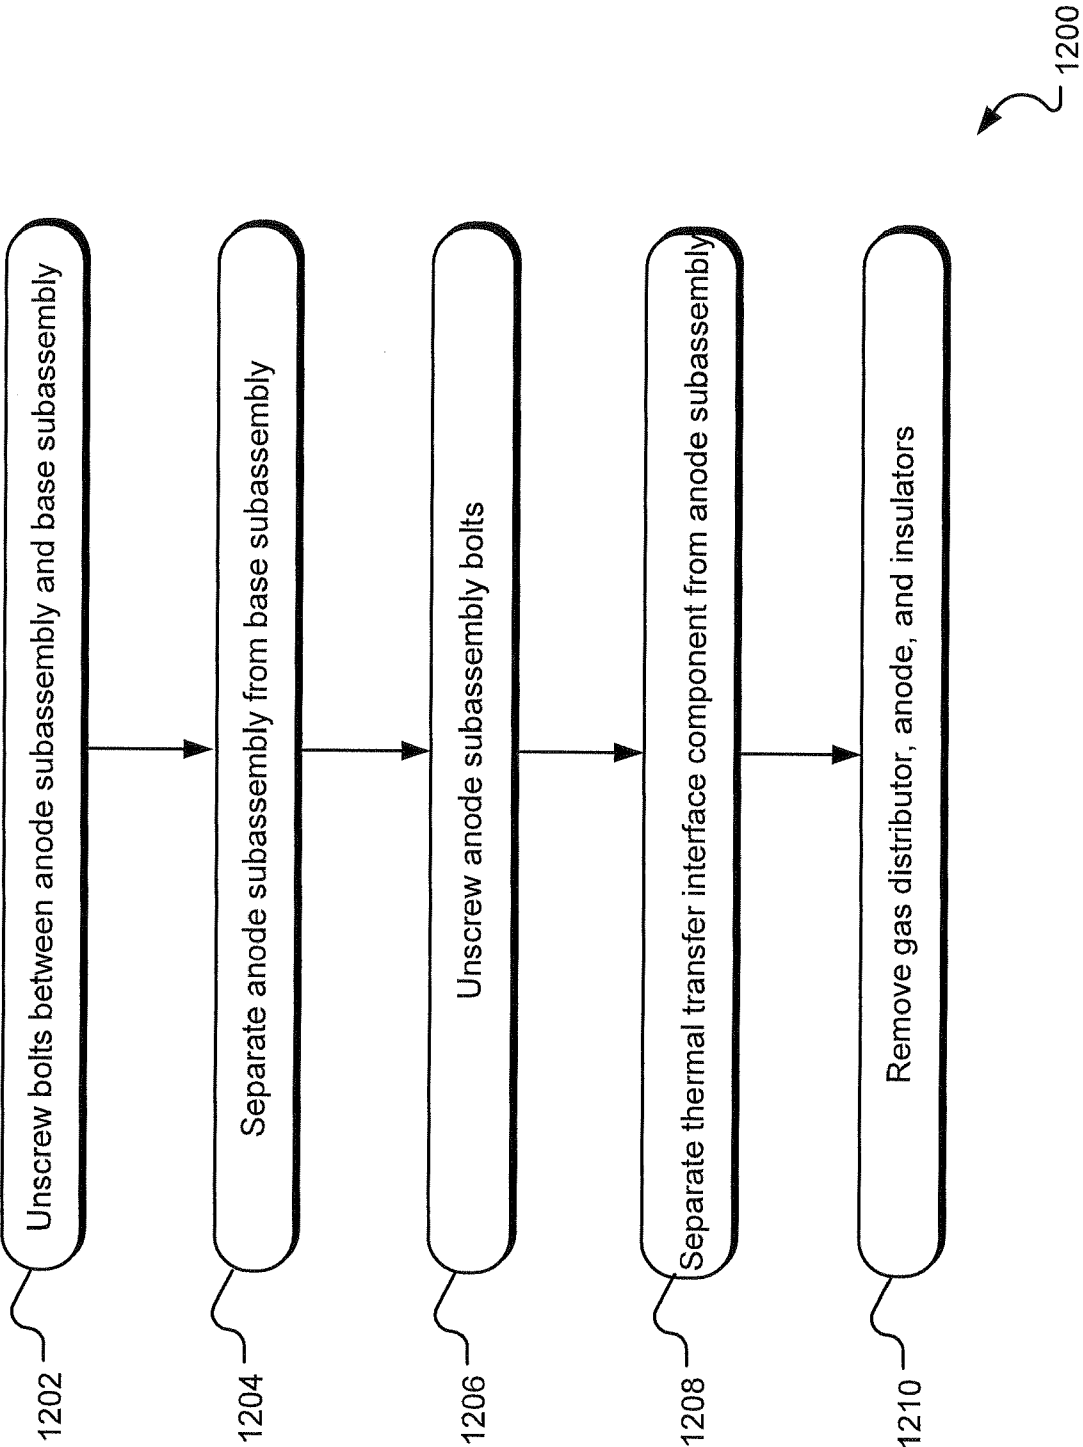 1200
1202
Unscrew bolts between anode subassembly and base subassembly
1204
Separate anode subassembly from base subassembly
1206
Unscrew anode subassembly bolts
1208
Separate thermal transfer interface component from anode subassembly
1210
Remove gas distributor, anode, and insulators